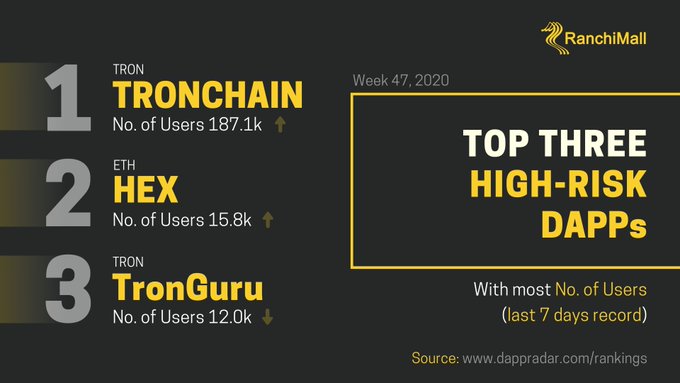 RanchiMall
1
TRON
TRONCHAIN
No. of Users 187.1k
2
ETH
HEX
No. of Users 15.8k
3
TRON
TronGuru
No. of Users 12.0k
Week 47, 2020
TOP THREE
HIGH-RISK
DAPPs
With most No. of Users
(last 7 days record)
Source: www.dappradar.com/rankings